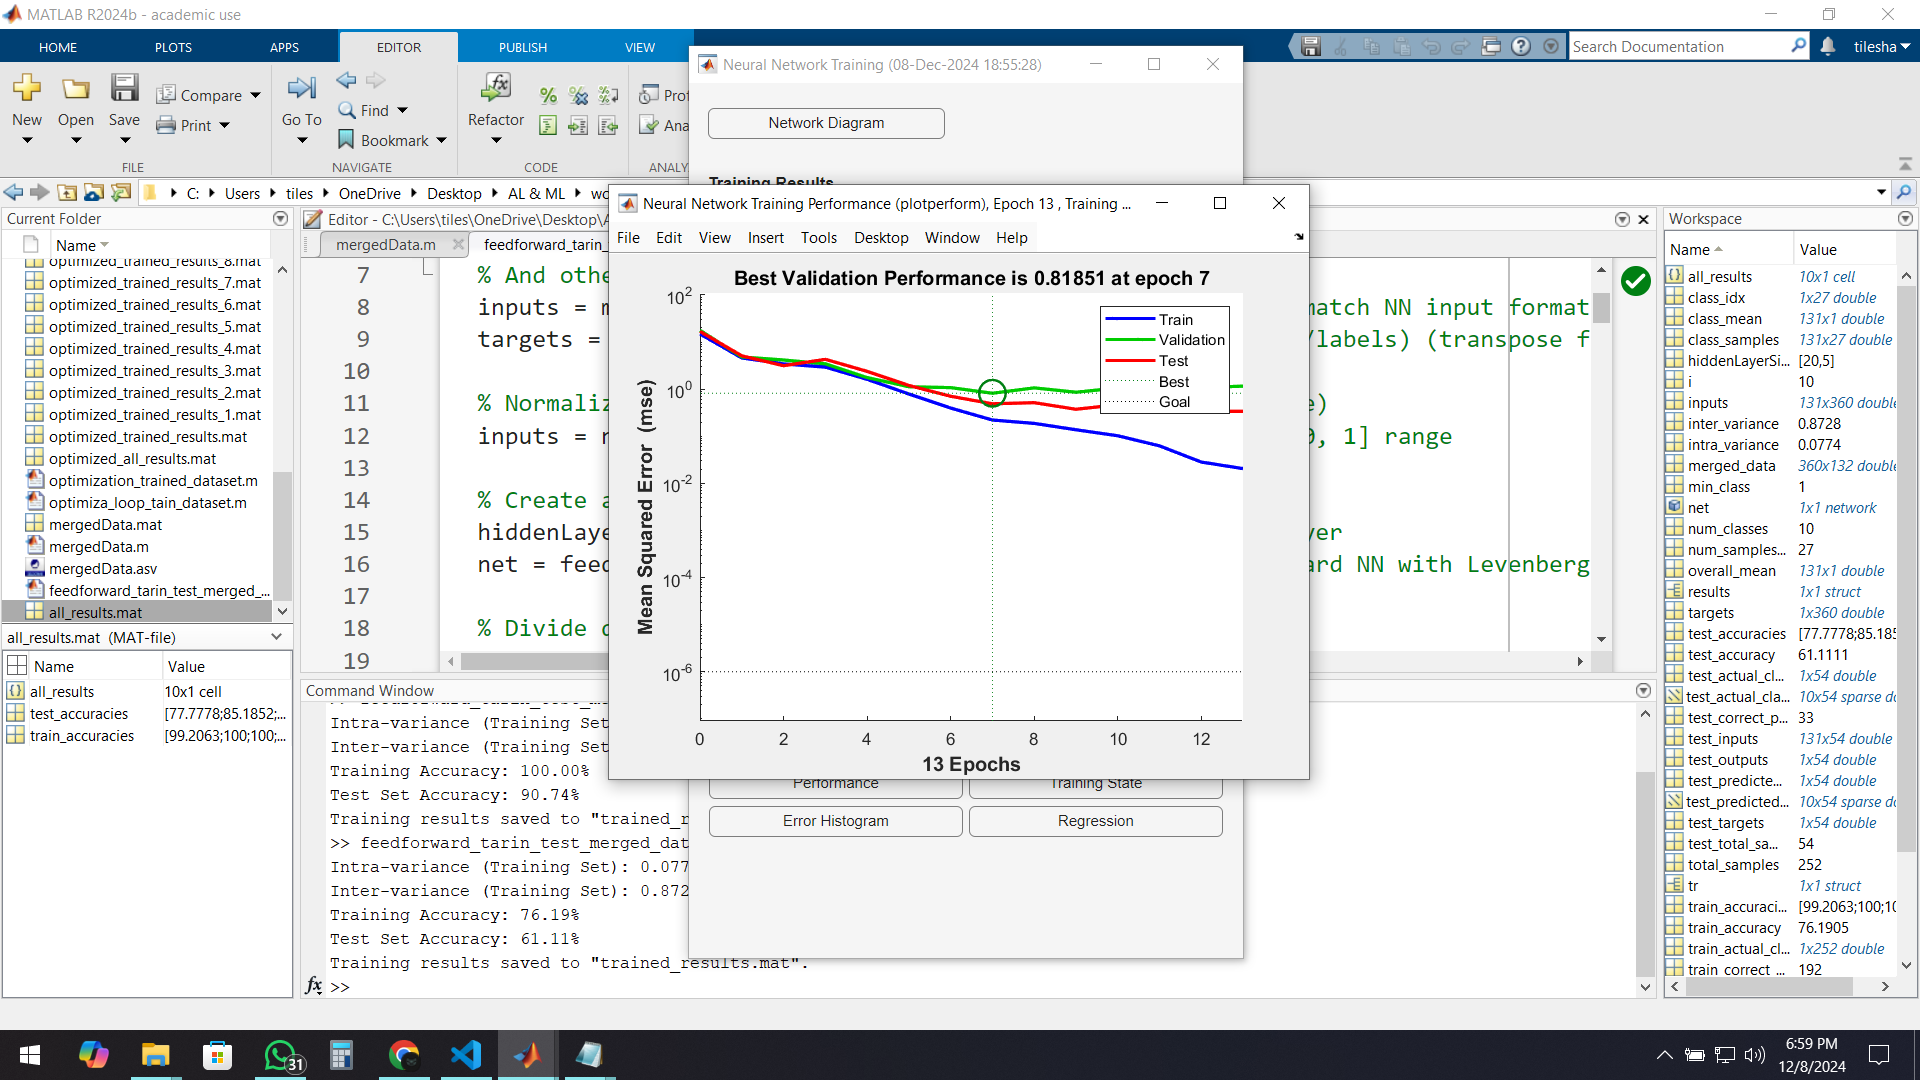 MATLAB R2024b - academic use
HOME PLOTS APPS EDITOR PUBLISH VIEW
Search Documentation
tilesha
New Open Save Compare Print
Go To Find Bookmark
Refactor
FILE NAVIGATE CODE
C: Users tiles OneDrive Desktop AL & ML
Current Folder
Name
optimized_trained_results_8.mat
optimized_trained_results_7.mat
optimized_trained_results_6.mat
optimized_trained_results_5.mat
optimized_trained_results_4.mat
optimized_trained_results_3.mat
optimized_trained_results_2.mat
optimized_trained_results_1.mat
optimized_trained_results.mat
optimized_all_results.mat
optimization_trained_dataset.m
optimiza_loop_tain_dataset.m
mergedData.mat
mergedData.m
mergedData.asv
feedforward_tarin_test_merged_...
all_results.mat
all_results.mat (MAT-file)
Name Value
all_results 10x1 cell
test_accuracies [77.7778;85.1852;...
train_accuracies [99.2063;100;100;...
Editor - C:\Users\tiles\OneDrive\Desktop\A
mergedData.m feedforward_tarin_
7 % And othe
8 inputs = m match NN input format
9 targets = /labels) (transpose f
10
11 % Normaliz e)
12 inputs = n 0, 1] range
13
14 % Create a
15 hiddenLaye yer
16 net = feed ard NN with Levenberg
17
18 % Divide d
19
Neural Network Training (08-Dec-2024 18:55:28)
Network Diagram
Training Results
Neural Network Training Performance (plotperform), Epoch 13 , Training ...
File Edit View Insert Tools Desktop Window Help
Best Validation Performance is 0.81851 at epoch 7
Mean Squared Error (mse)
10^2
10^0
10^-2
10^-4
10^-6
Train
Validation
Test
Best
Goal
0 2 4 6 8 10 12
13 Epochs
Performance Training State
Error Histogram Regression
Command Window
Intra-variance (Training Set
Inter-variance (Training Set
Training Accuracy: 100.00%
Test Set Accuracy: 90.74%
Training results saved to "trained_r
>> feedforward_tarin_test_merged_dat
Intra-variance (Training Set): 0.077
Inter-variance (Training Set): 0.872
Training Accuracy: 76.19%
Test Set Accuracy: 61.11%
Training results saved to "trained_results.mat".
fx >>
Workspace
Name Value
all_results 10x1 cell
class_idx 1x27 double
class_mean 131x1 double
class_samples 131x27 double
hiddenLayerSi... [20,5]
i 10
inputs 131x360 double
inter_variance 0.8728
intra_variance 0.0774
merged_data 360x132 double
min_class 1
net 1x1 network
num_classes 10
num_samples... 27
overall_mean 131x1 double
results 1x1 struct
targets 1x360 double
test_accuracies [77.7778;85.185
test_accuracy 61.1111
test_actual_cl... 1x54 double
test_actual_cla... 10x54 sparse do
test_correct_p... 33
test_inputs 131x54 double
test_outputs 1x54 double
test_predicte... 1x54 double
test_predicted... 10x54 sparse do
test_targets 1x54 double
test_total_sa... 54
total_samples 252
tr 1x1 struct
train_accuraci... [99.2063;100;10
train_accuracy 76.1905
train_actual_cl... 1x252 double
train_correct_... 192
31
6:59 PM
12/8/2024